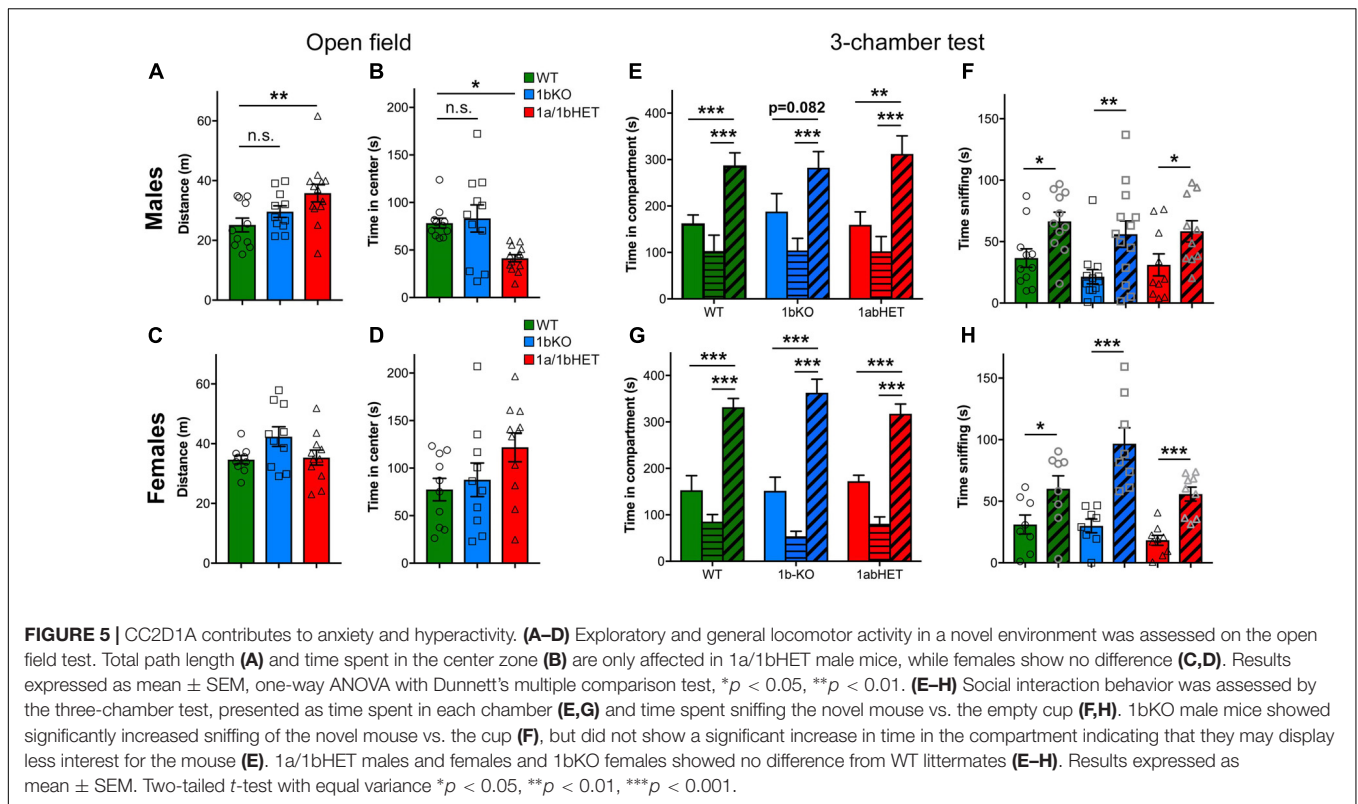 Open field
3-chamber test
Males
Females
A
** 
n.s.
Distance (m)
60
40
20
0
B
*
n.s.
WT
1bKO
1a/1bHET
Time in center (s)
200
150
100
50
0
E
***
***
p=0.082
***
**
***
Time in compartment (s)
400
300
200
100
0
WT
1bKO
1abHET
F
*
**
*
Time sniffing (s)
150
100
50
0
C
Distance (m)
60
40
20
0
D
WT
1bKO
1a/1bHET
Time in center (s)
200
150
100
50
0
G
***
***
***
***
***
***
Time in compartment (s)
400
300
200
100
0
WT
1b-KO
1abHET
H
*
***
***
Time sniffing (s)
150
100
50
0
FIGURE 5 | CC2D1A contributes to anxiety and hyperactivity. (A–D) Exploratory and general locomotor activity in a novel environment was assessed on the open
field test. Total path length (A) and time spent in the center zone (B) are only affected in 1a/1bHET male mice, while females show no difference (C,D). Results
expressed as mean ± SEM, one-way ANOVA with Dunnett's multiple comparison test, *p < 0.05, **p < 0.01. (E–H) Social interaction behavior was assessed by
the three-chamber test, presented as time spent in each chamber (E,G) and time spent sniffing the novel mouse vs. the empty cup (F,H). 1bKO male mice showed
significantly increased sniffing of the novel mouse vs. the cup (F), but did not show a significant increase in time in the compartment indicating that they may display
less interest for the mouse (E). 1a/1bHET males and females and 1bKO females showed no difference from WT littermates (E–H). Results expressed as
mean ± SEM. Two-tailed t-test with equal variance *p < 0.05, **p < 0.01, ***p < 0.001.